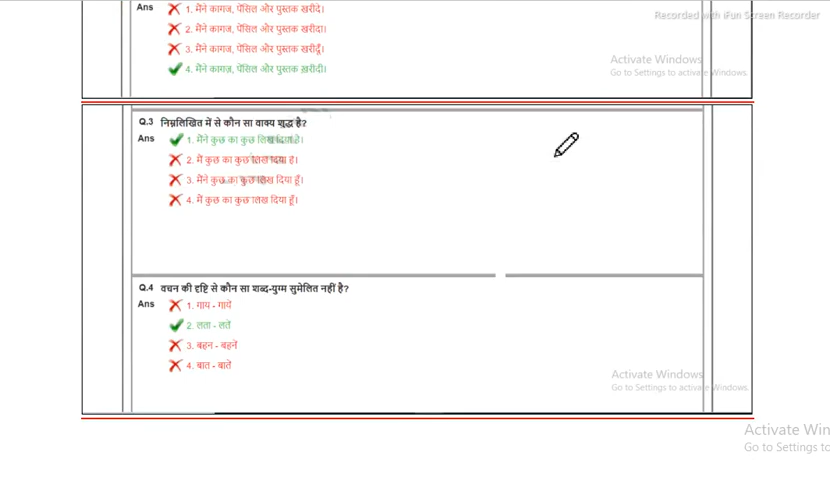 Ans 1. मैंने कागज, पेंसिल और पुस्तक खरीदे।
2. मैंने कागज, पेंसिल और पुस्तक खरीदा।
3. मैंने कागज, पेंसिल और पुस्तक खरीदूँ।
4. मैंने कागज़, पेंसिल और पुस्तक ख़रीदी।
Recorded with iFun Screen Recorder
Activate Windows
Go to Settings to activate Windows.
Q.3 निम्नलिखित में से कौन सा वाक्य शुद्ध है?
Ans 1. मैंने कुछ का कुछ लिख दिया है।
2. मैं कुछ का कुछ लिख दिया है।
3. मैंने कुछ का कुछ लिख दिया हूँ।
4. मैं कुछ का कुछ लिख दिया हूँ।
Q.4 वचन की दृष्टि से कौन सा शब्द-युग्म सुमेलित नहीं है?
Ans 1. गाय - गायें
2. लता - लतें
3. बहन - बहनें
4. बात - बातें
Activate Windows
Go to Settings to activate Windows.
Activate Win
Go to Settings to